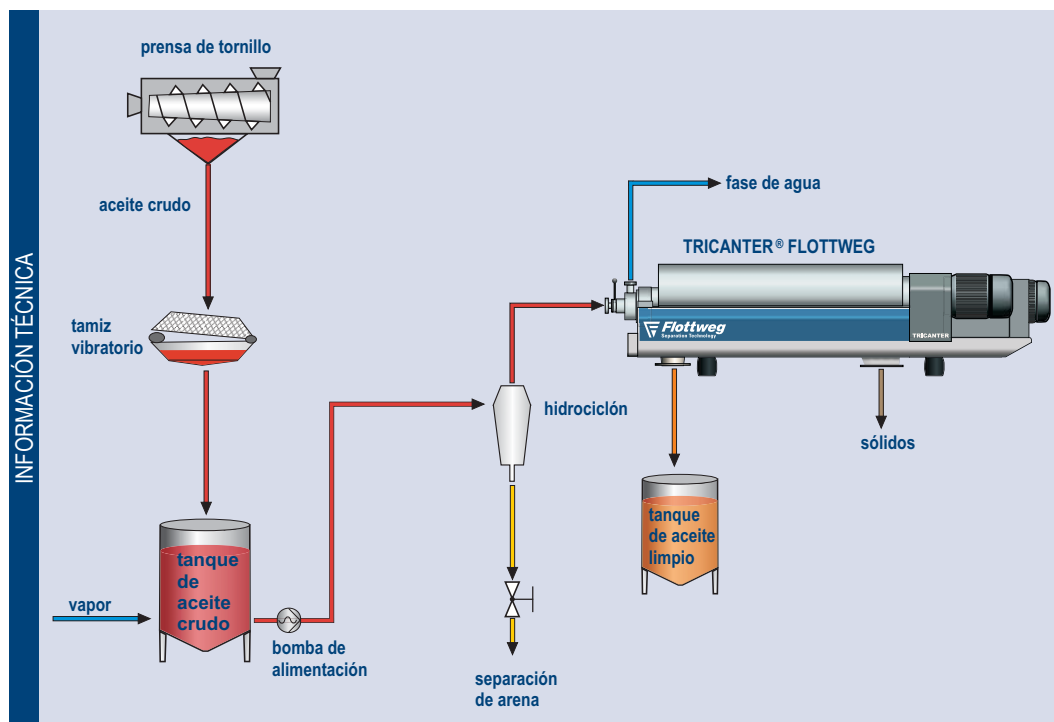 INFORMACIÓN TÉCNICA
prensa de tornillo
aceite crudo
fase de agua
TRICANTER® FLOTTWEG
tamiz
vibratorio
Flottweg
Separation Technology
TRICANTER
hidrociclón
sólidos
tanque
de aceite
limpio
tanque
de
aceite
crudo
vapor
bomba de
alimentación
separación
de arena